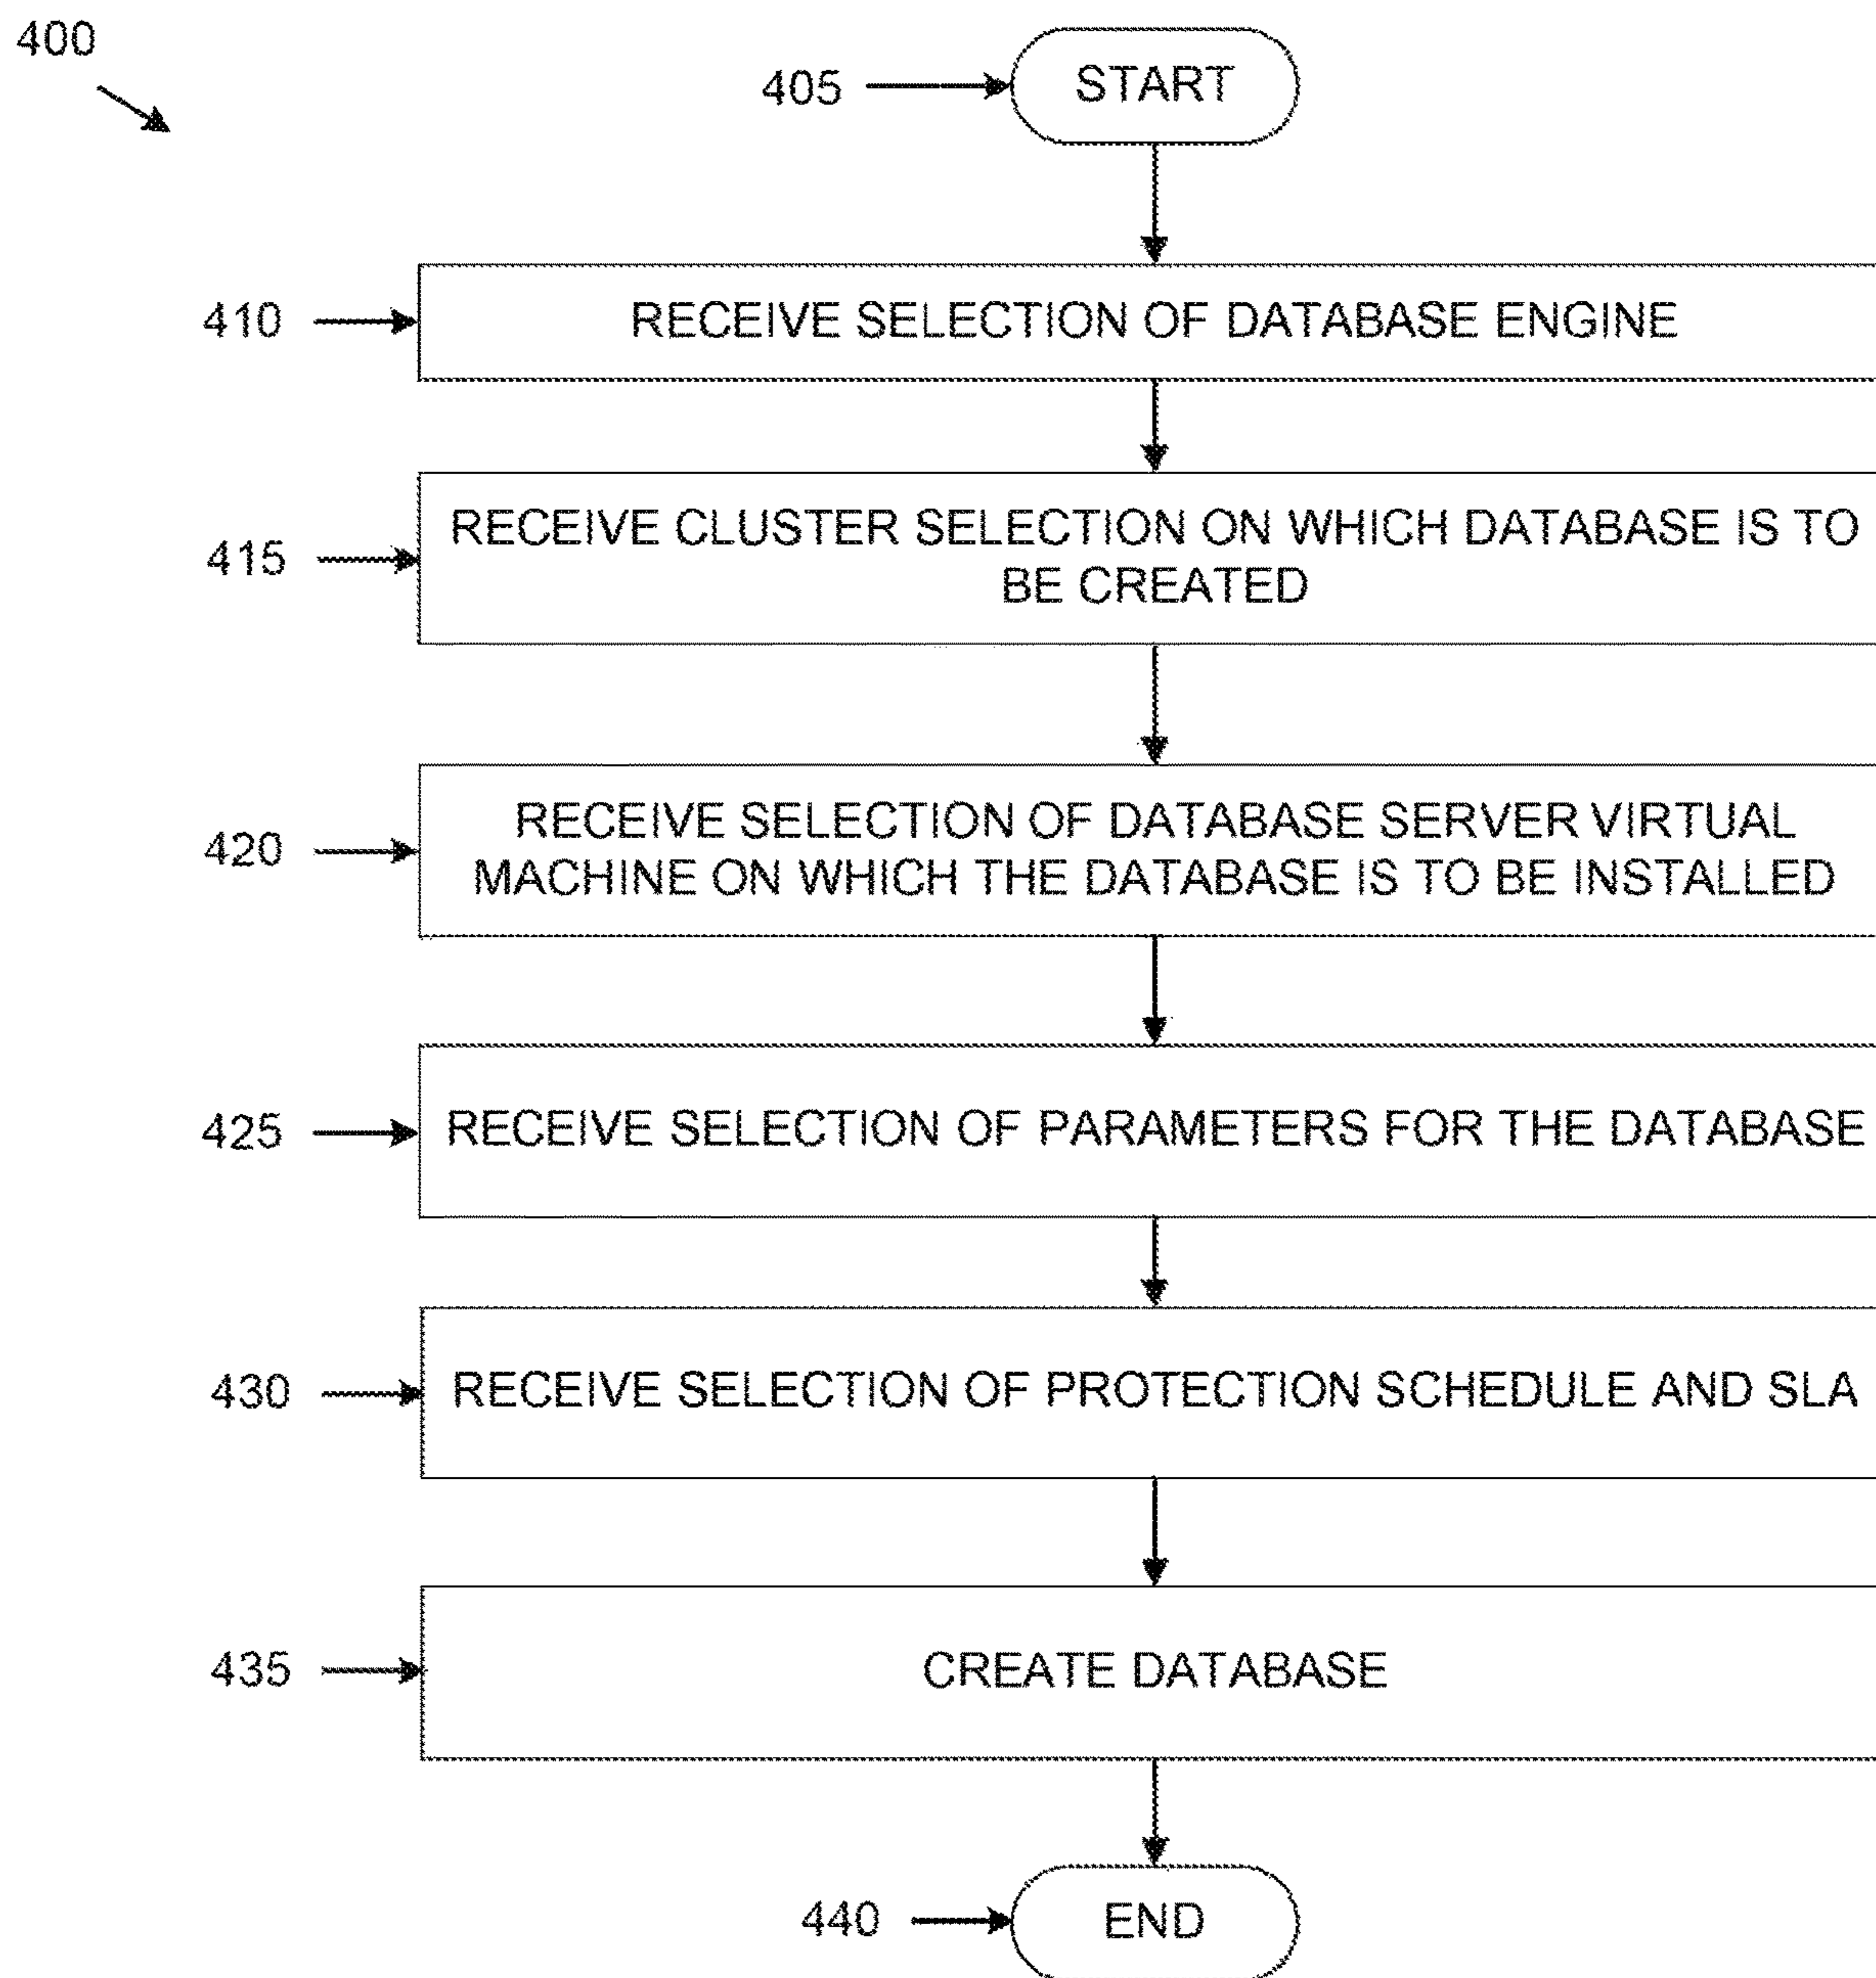 400
405
START
410
RECEIVE SELECTION OF DATABASE ENGINE
415
RECEIVE CLUSTER SELECTION ON WHICH DATABASE IS TO
BE CREATED
420
RECEIVE SELECTION OF DATABASE SERVER VIRTUAL
MACHINE ON WHICH THE DATABASE IS TO BE INSTALLED
425
RECEIVE SELECTION OF PARAMETERS FOR THE DATABASE
430
RECEIVE SELECTION OF PROTECTION SCHEDULE AND SLA
435
CREATE DATABASE
440
END